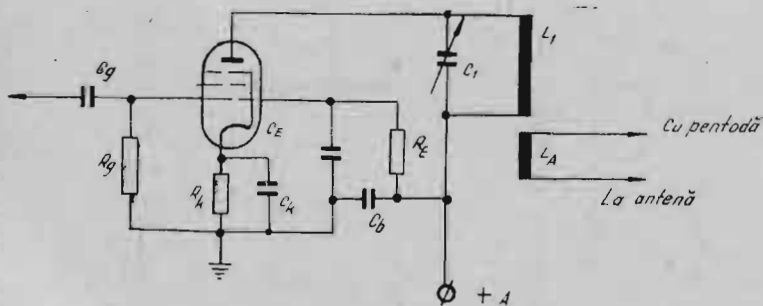 Cg
Rg
CE
Rk
Ck
RE
Cb
C1
L1
LA
Cu pentodă
La antenă
+ A